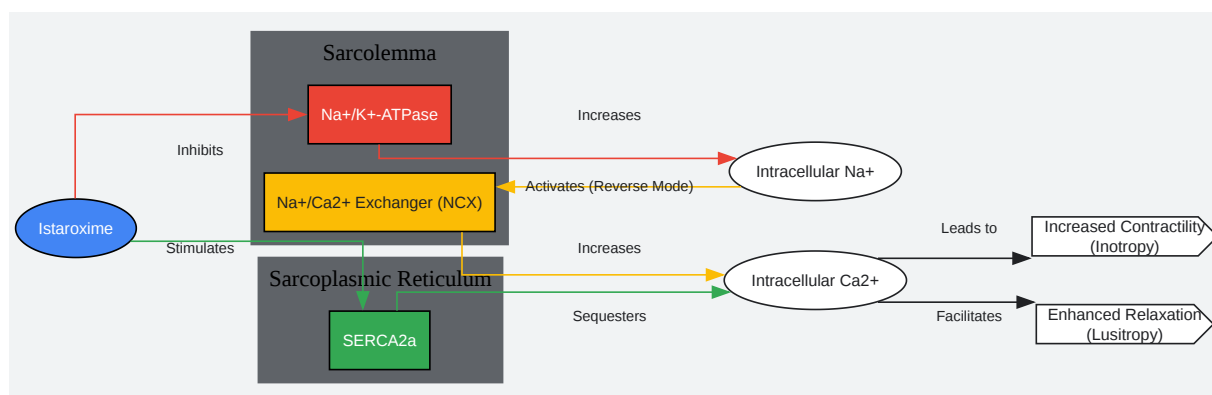 Sarcolemma
Na+/K+-ATPase
Increases
Inhibits
Intracellular Na+
Activates (Reverse Mode)
Na+/Ca2+ Exchanger (NCX)
Istaroxime
Stimulates
Increases
Leads to
Increased Contractility
(Inotropy)
Sarcoplasmic Reticulum
Intracellular Ca2+
Sequesters
Facilitates
Enhanced Relaxation
(Lusitropy)
SERCA2a